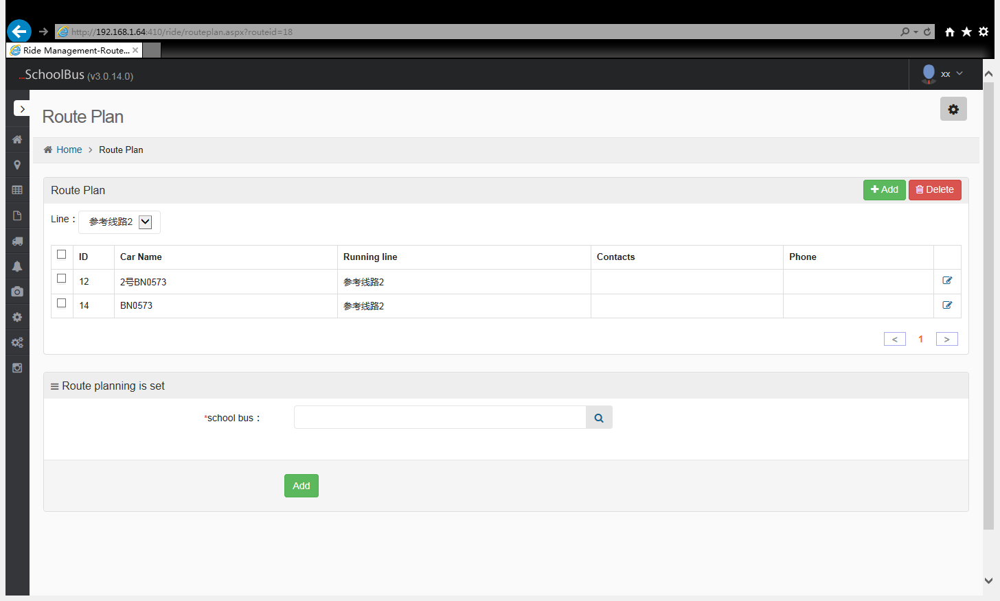 http://192.168.1.64:410/ride/routeplan.aspx?routeid=18
Ride Management-Route...
...SchoolBus (v3.0.14.0)
xx
Route Plan
Home > Route Plan
Route Plan
Add
Delete
Line：
参考线路2
ID Car Name Running line Contacts Phone
12 2号BN0573 参考线路2
14 BN0573 参考线路2
< 1 >
Route planning is set
*school bus：
Add